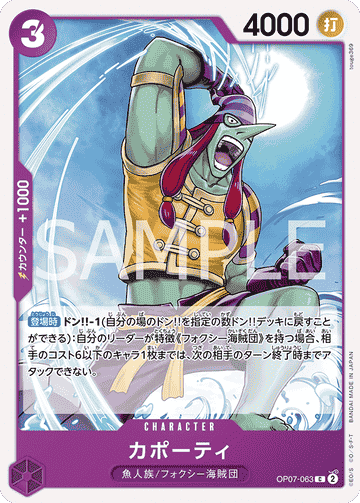 3
4000
打
touge369
カウンター +1000
SAMPLE
登場時 ドン!!-1(自分の場のドン!!を指定の数ドン!!デッキに戻すこと
ができる):自分のリーダーが特徴《フォクシー海賊団》を持つ場合、相
手のコスト6以下のキャラ1枚までは、次の相手のターン終了時までア
タックできない。
CHARACTER
カポーティ
魚人族/フォクシー海賊団
OP07-063 C 2
©E/S ©O/S・F・T BANDAI MADE IN JAPAN